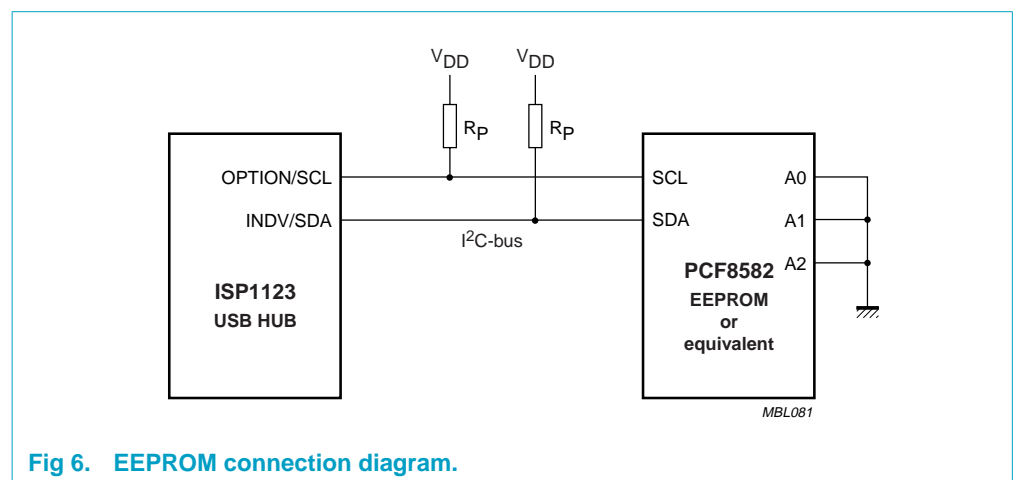 VDD VDD
RP RP
OPTION/SCL SCL A0
INDV/SDA SDA A1
I2C-bus
A2
PCF8582
ISP1123 EEPROM
USB HUB or
equivalent
MBL081
Fig 6. EEPROM connection diagram.